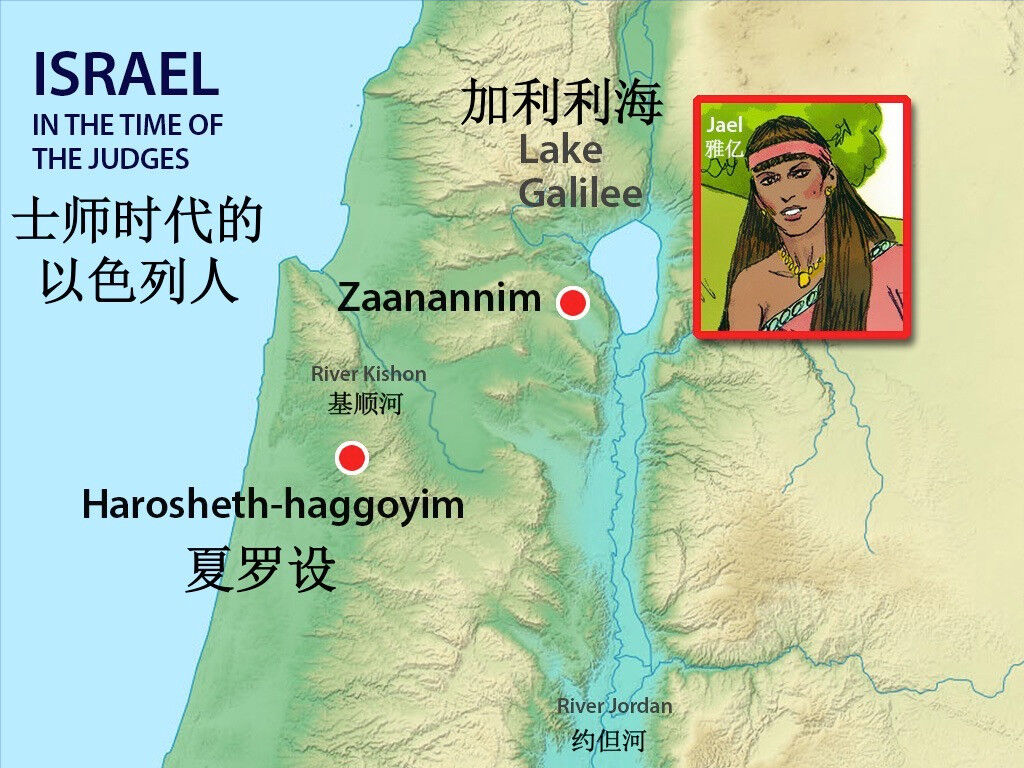 ISRAEL
IN THE TIME OF
THE JUDGES
士师时代的
以色列人
加利利海
Lake
Galilee
Jael
雅亿
Zaanannim
River Kishon
基顺河
Harosheth-haggoyim
夏罗设
River Jordan
约但河